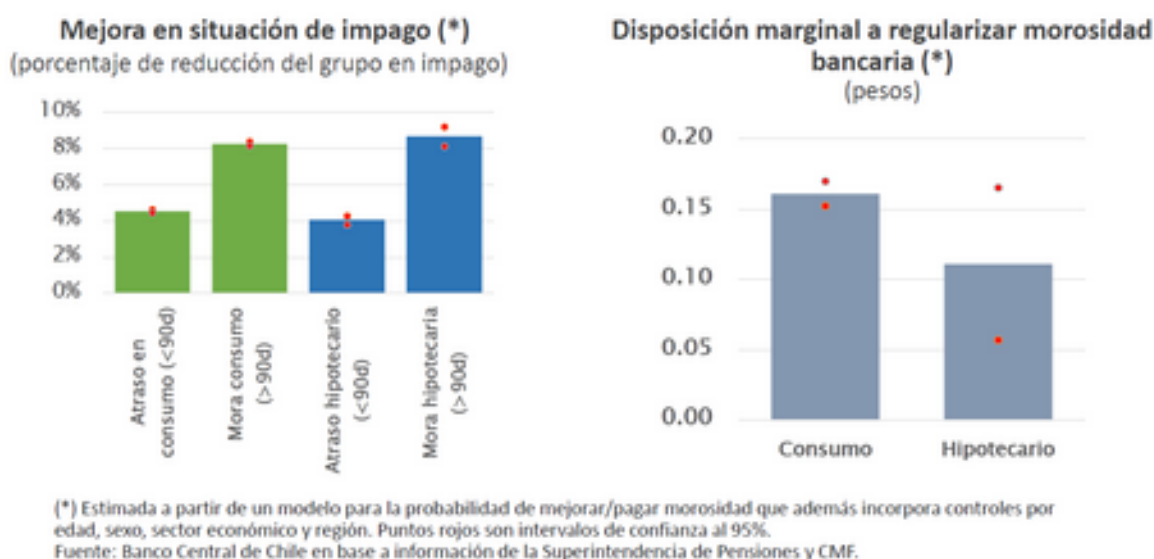 Mejora en situación de impago (*)
(porcentaje de reducción del grupo en impago)
10%
8%
6%
4%
2%
0%
Atraso en
consumo (<90d)
Mora consumo
(>90d)
Atraso hipotecario
(<90d)
Mora hipotecaria
(>90d)
Disposición marginal a regularizar morosidad
bancaria (*)
(pesos)
0.20
0.15
0.10
0.05
0.00
Consumo
Hipotecario
(*) Estimada a partir de un modelo para la probabilidad de mejorar/pagar morosidad que además incorpora controles por
edad, sexo, sector económico y región. Puntos rojos son intervalos de confianza al 95%.
Fuente: Banco Central de Chile en base a información de la Superintendencia de Pensiones y CMF.